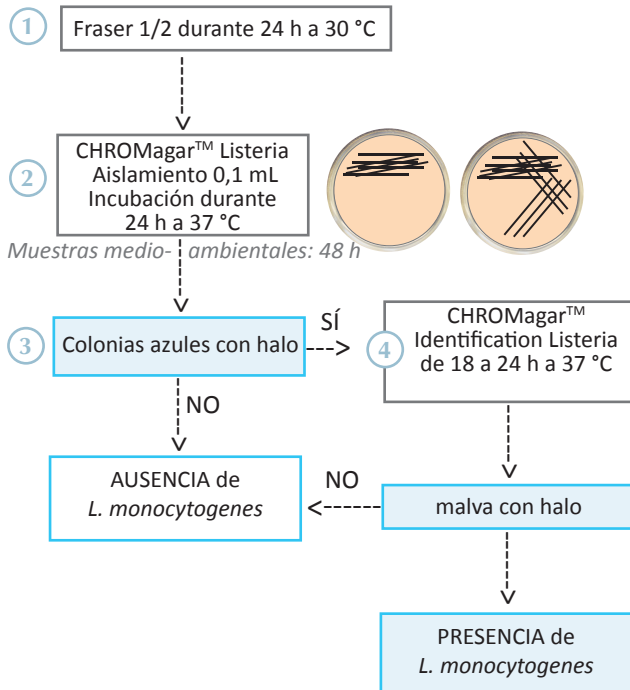 1
Fraser 1/2 durante 24 h a 30 °C
2
CHROMagar™ Listeria
Aislamiento 0,1 mL
Incubación durante
24 h a 37 °C
Muestras medio- ambientales: 48 h
3
Colonias azules con halo
SÍ
4
CHROMagar™
Identification Listeria
de 18 a 24 h a 37 °C
NO
AUSENCIA de
L. monocytogenes
NO
malva con halo
PRESENCIA de
L. monocytogenes